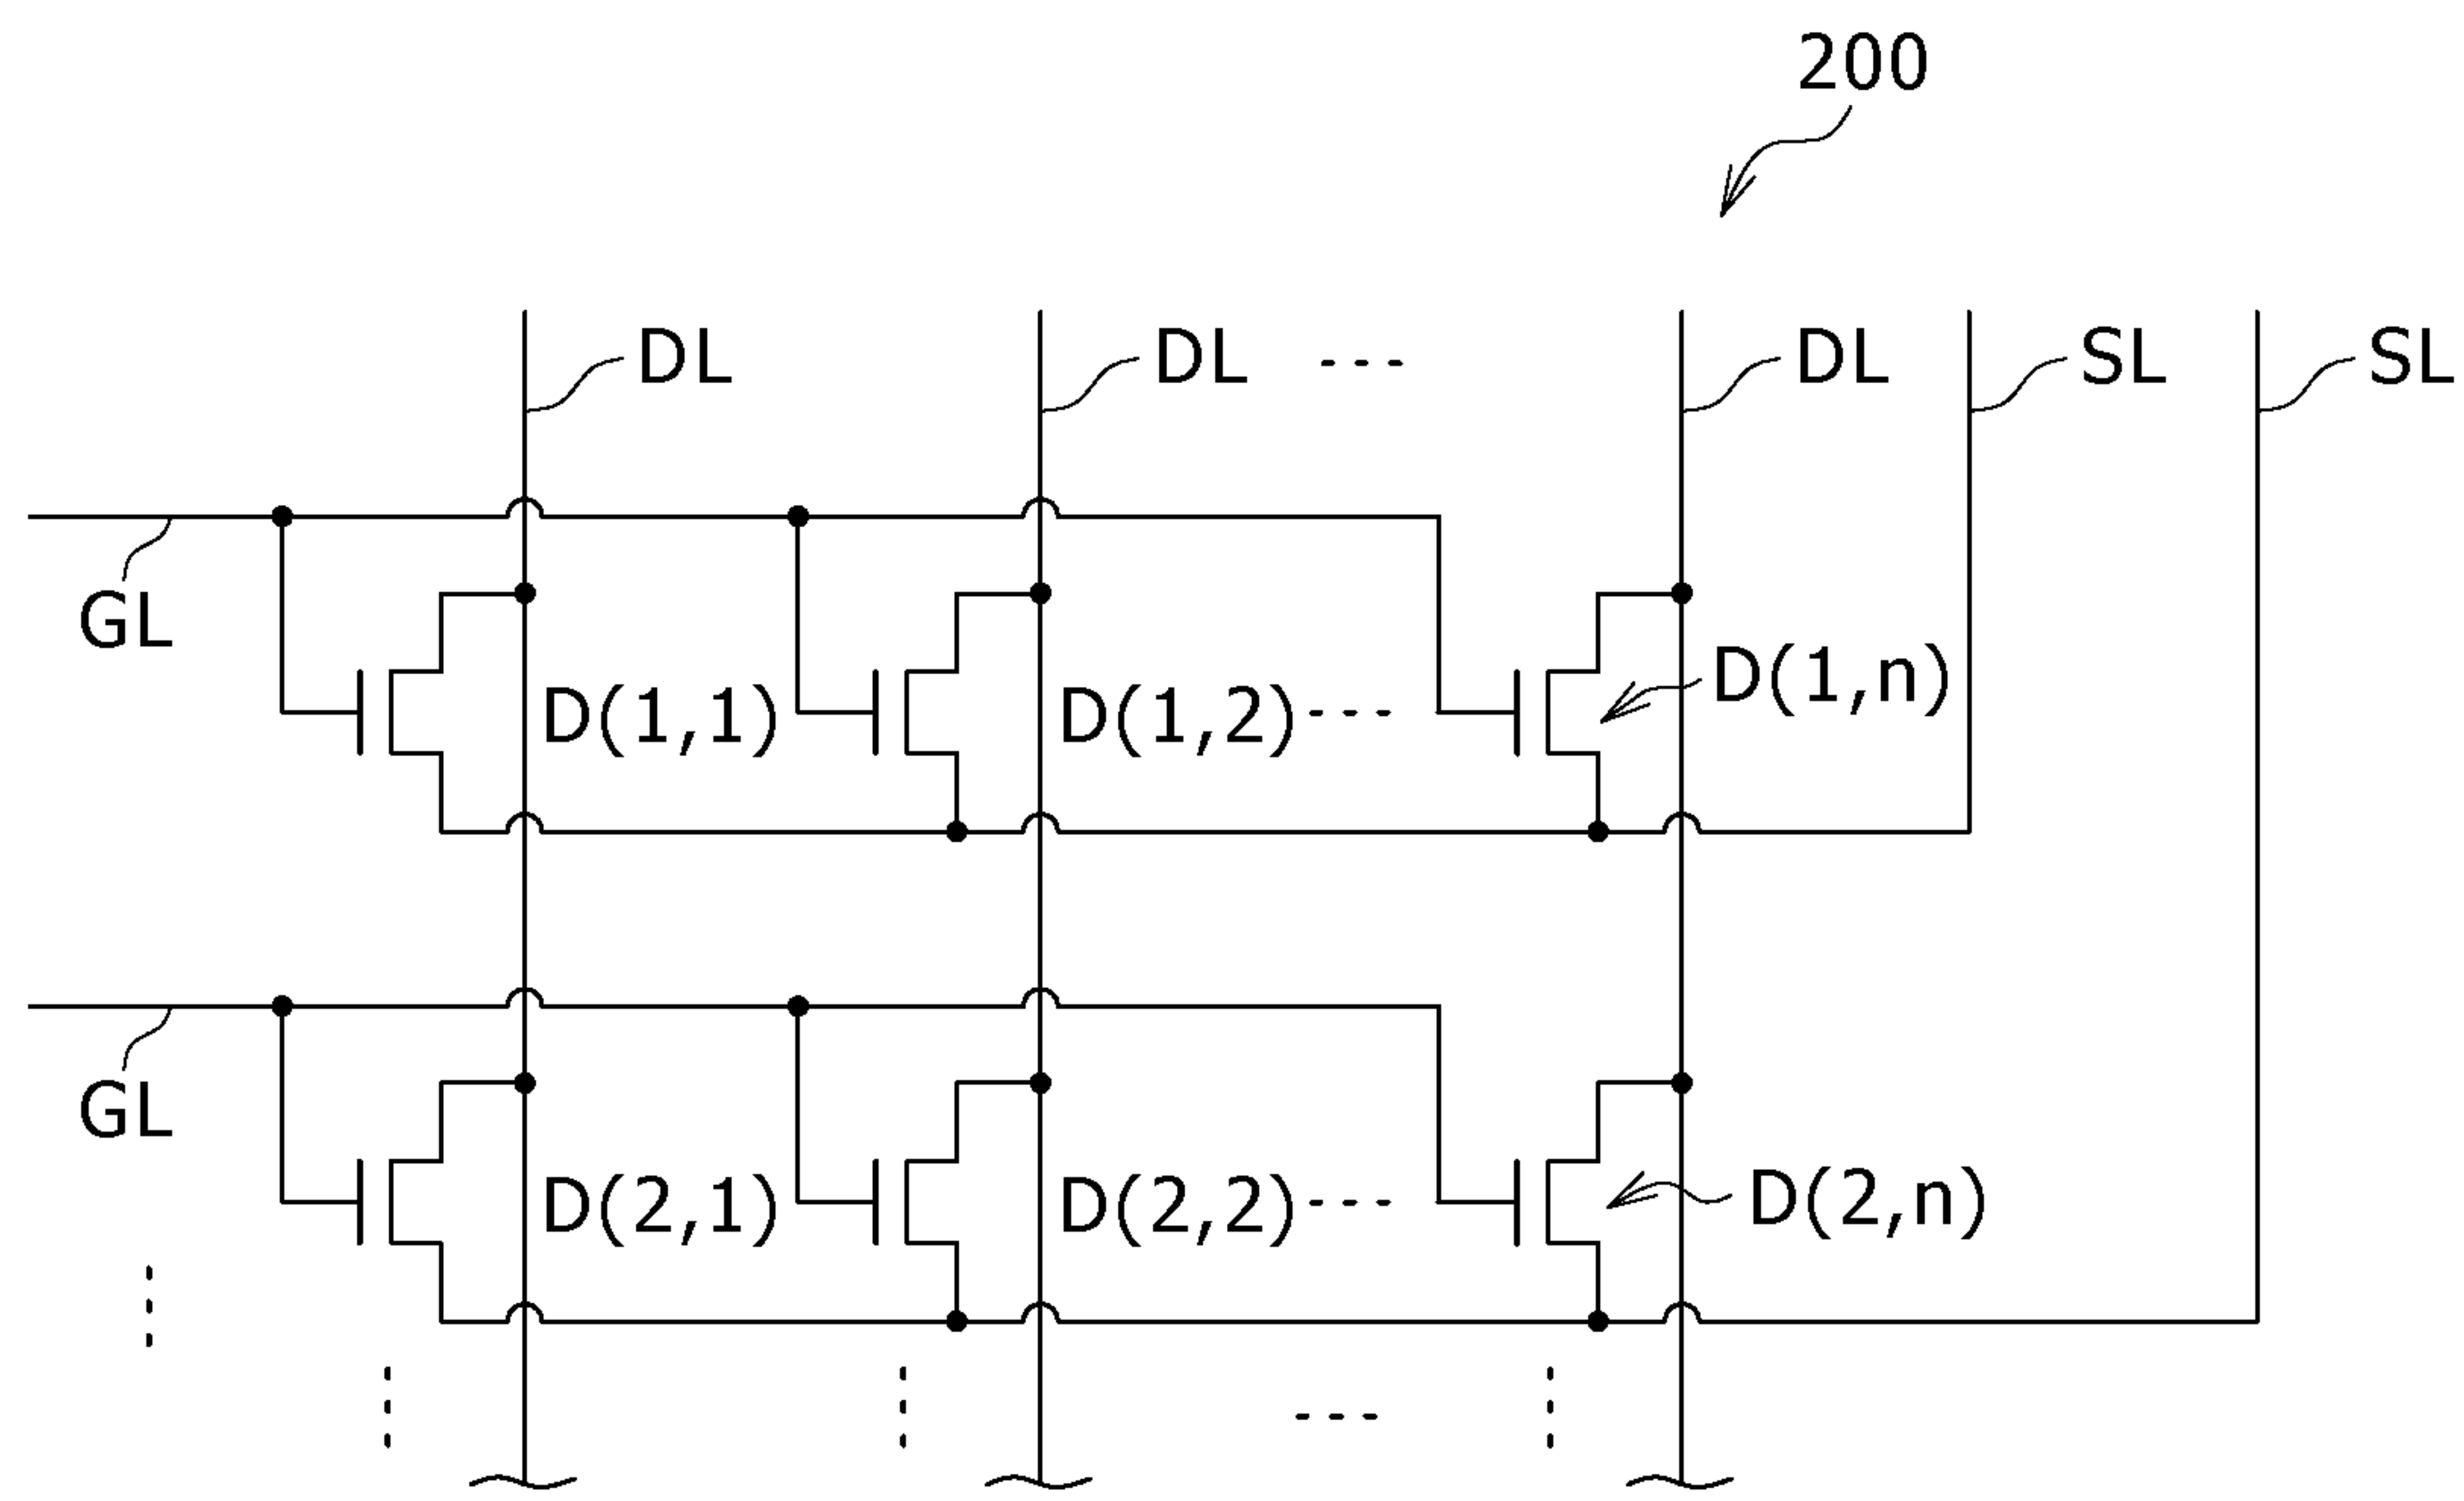 200
DL DL --- DL SL SL
GL
D(1,1) D(1,2) --- D(1,n)
GL
D(2,1) D(2,2) --- D(2,n)